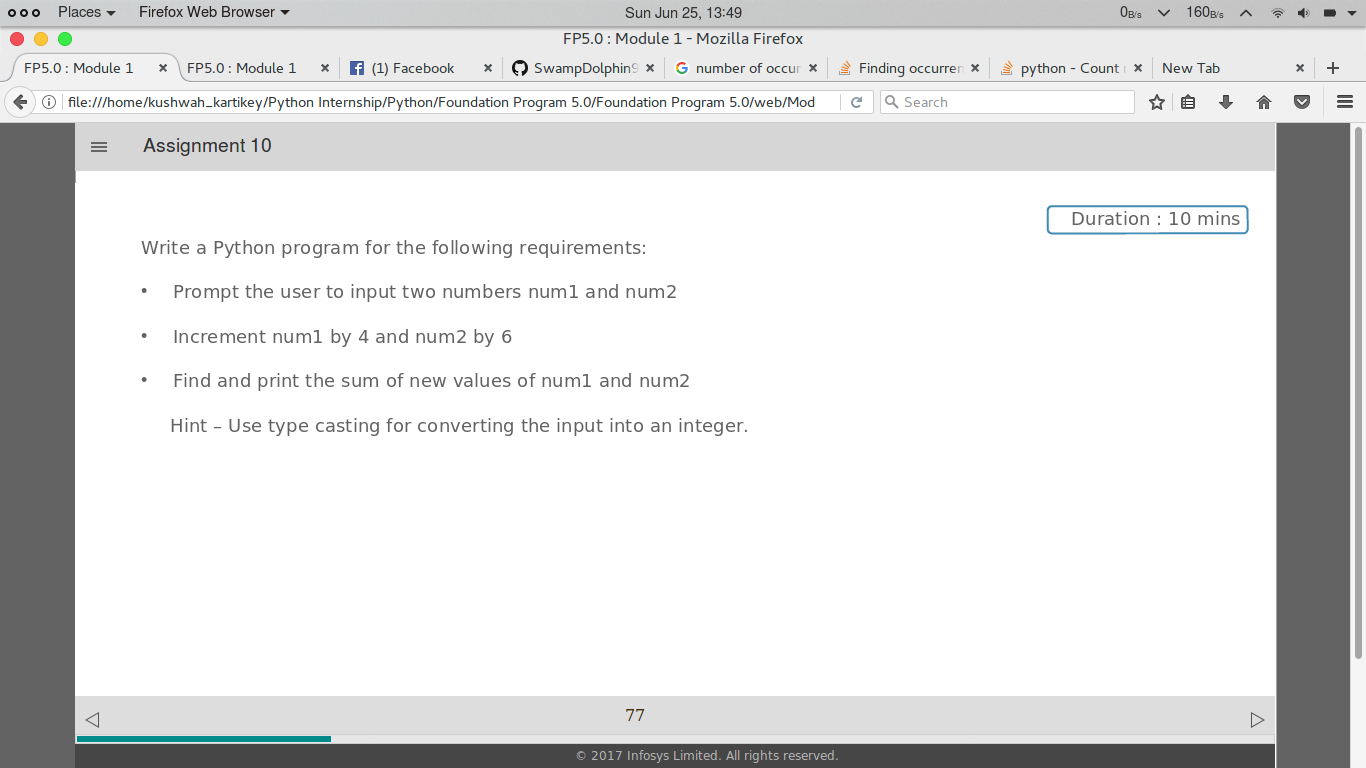 Places Firefox Web Browser Sun Jun 25, 13:49 0B/s 160B/s
FP5.0 : Module 1 - Mozilla Firefox
FP5.0 : Module 1 FP5.0 : Module 1 (1) Facebook SwampDolphin9 number of occur Finding occurren python - Count New Tab
file:///home/kushwah_kartikey/Python Internship/Python/Foundation Program 5.0/Foundation Program 5.0/web/Mod Search
Assignment 10
Duration : 10 mins
Write a Python program for the following requirements:
• Prompt the user to input two numbers num1 and num2
• Increment num1 by 4 and num2 by 6
• Find and print the sum of new values of num1 and num2
Hint – Use type casting for converting the input into an integer.
77
© 2017 Infosys Limited. All rights reserved.